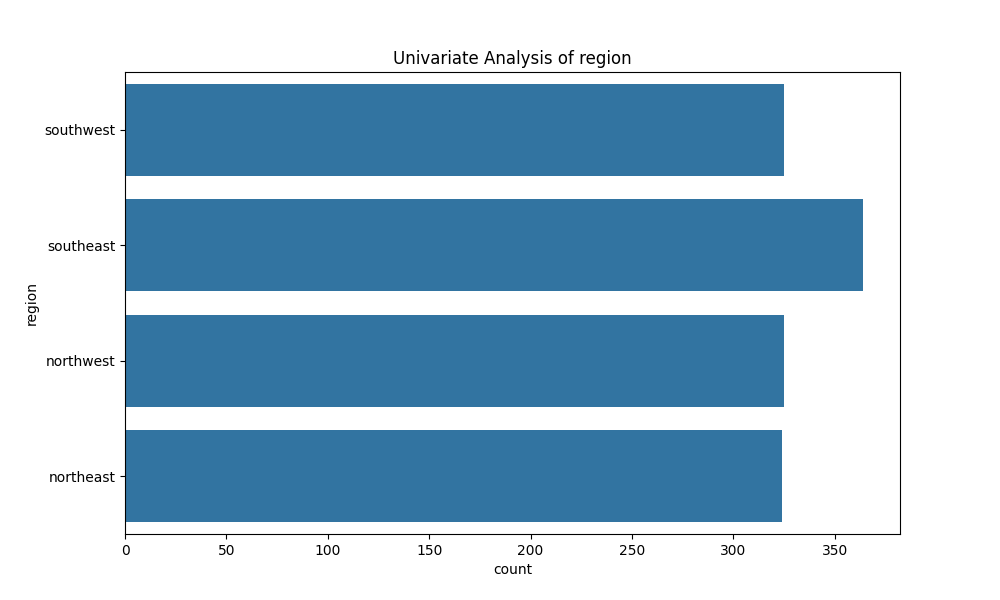 Univariate Analysis of region
southwest
southeast
northwest
northeast
region
0 50 100 150 200 250 300 350
count